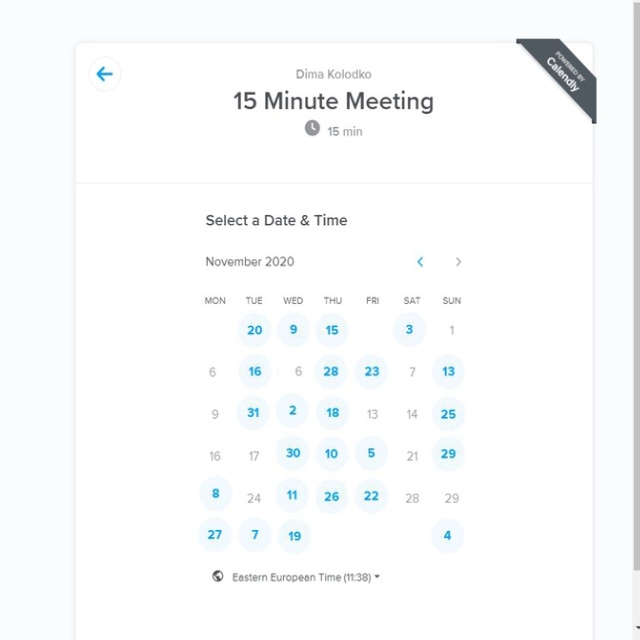 POWERED BY
Calendly
Dima Kolodko
15 Minute Meeting
15 min
Select a Date & Time
November 2020
MON TUE WED THU FRI SAT SUN
20 9 15 3 1
6 16 6 28 23 7 13
9 31 2 18 13 14 25
16 17 30 10 5 21 29
8 24 11 26 22 28 29
27 7 19 4
Eastern European Time (11:38)